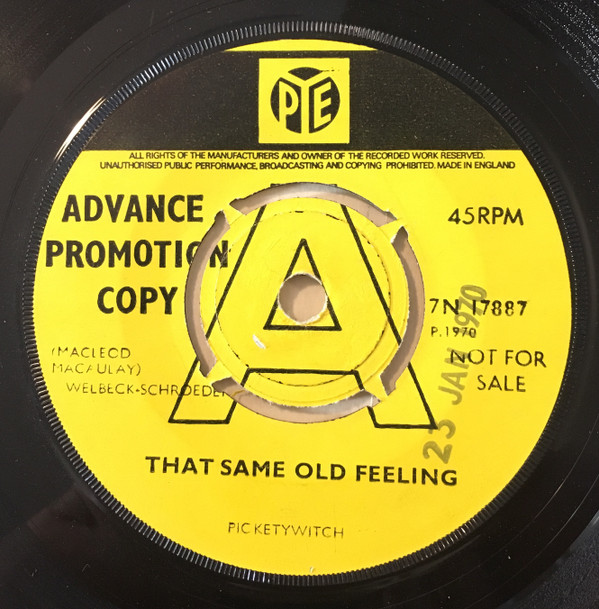 PYE
ALL RIGHTS OF THE MANUFACTURERS AND OWNER OF THE RECORDED WORK RESERVED.
UNAUTHORISED PUBLIC PERFORMANCE, BROADCASTING AND COPYING PROHIBITED. MADE IN ENGLAND
ADVANCE
PROMOTION
COPY
A
45RPM
7N 17887
P.1970
NOT FOR
SALE
23 JAN 1970
(MACLEOD
MACAULAY)
WELBECK-SCHROEDER
THAT SAME OLD FEELING
PICKETYWITCH